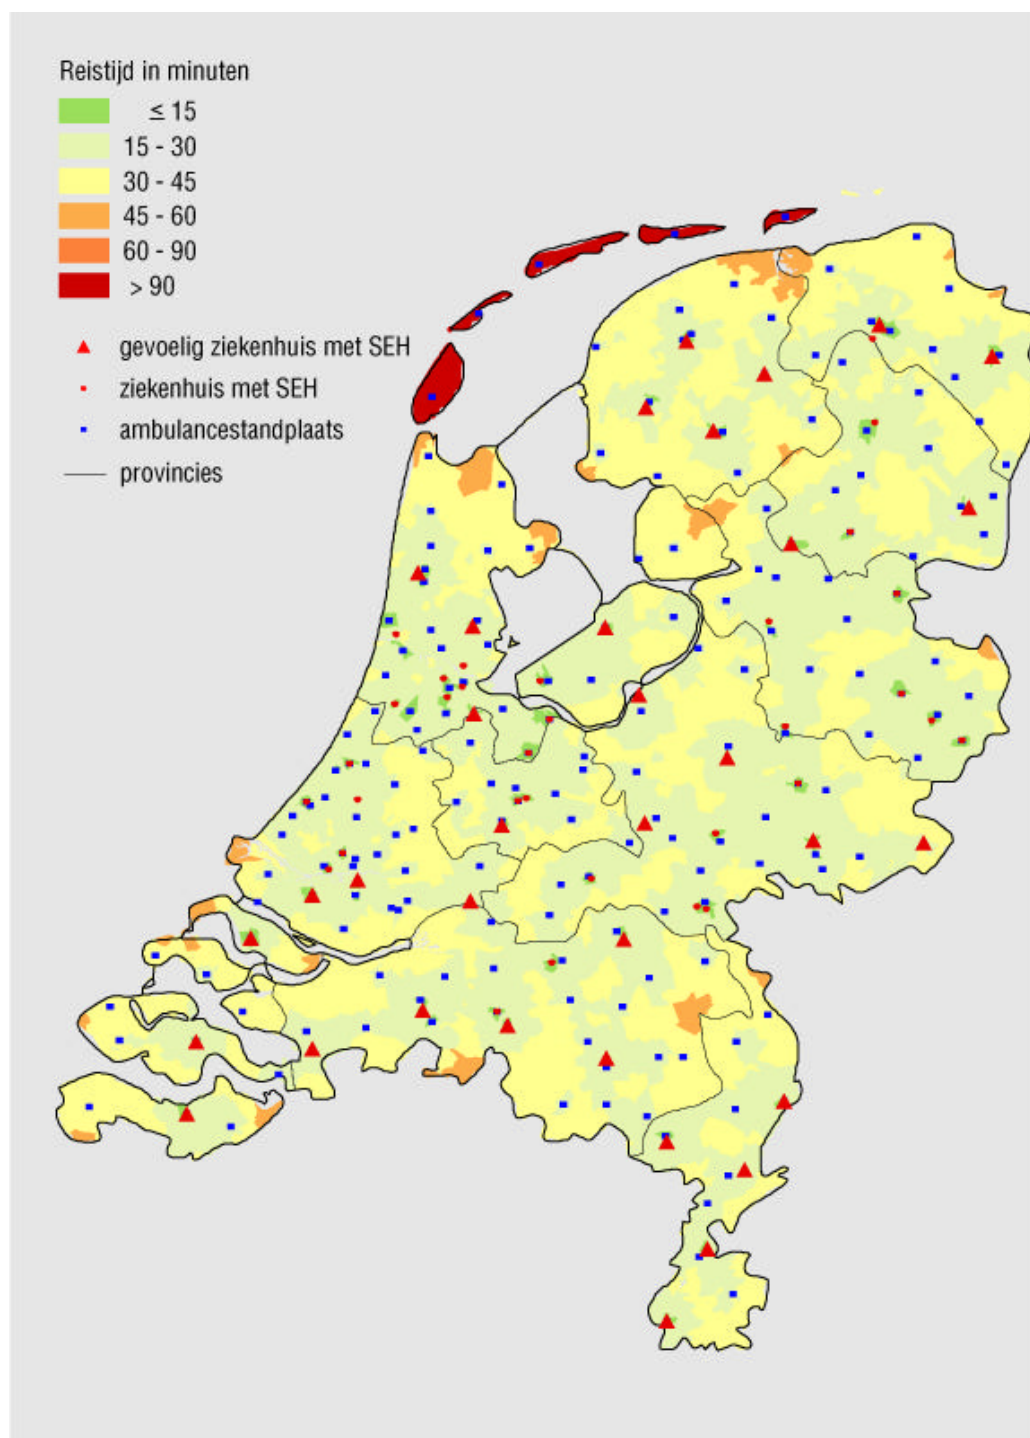 Reistijd in minuten
≤ 15
15 - 30
30 - 45
45 - 60
60 - 90
> 90
gevoelig ziekenhuis met SEH
ziekenhuis met SEH
ambulancestandplaats
provincies